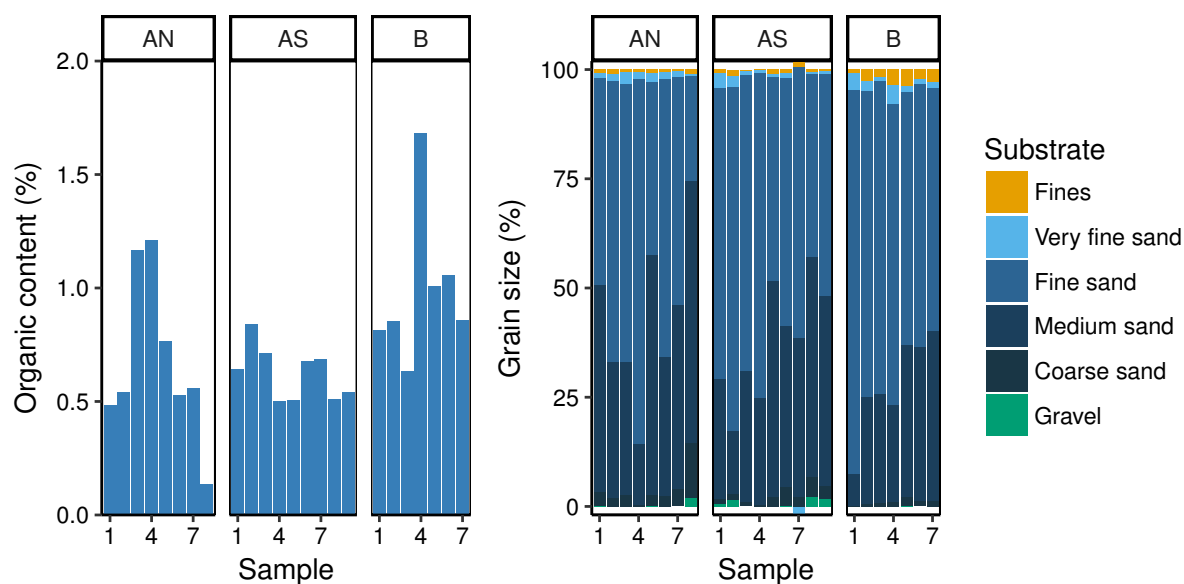 AN AS B
2.0
1.5
1.0
0.5
0.0
Organic content (%)
1 4 7 1 4 7 1 4 7
Sample
AN AS B
100
75
50
25
0
Grain size (%)
1 4 7 1 4 7 1 4 7
Sample
Substrate
Fines
Very fine sand
Fine sand
Medium sand
Coarse sand
Gravel